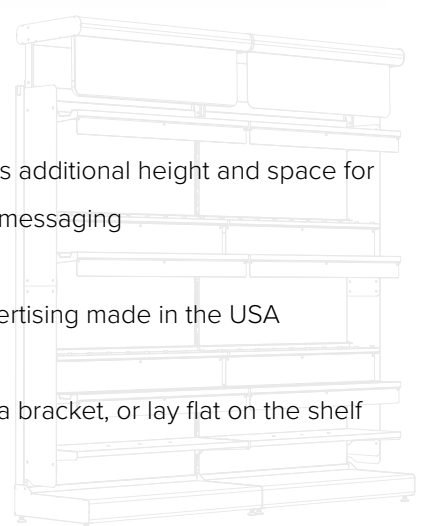 s additional height and space for
messaging
ertising made in the USA
a bracket, or lay flat on the shelf